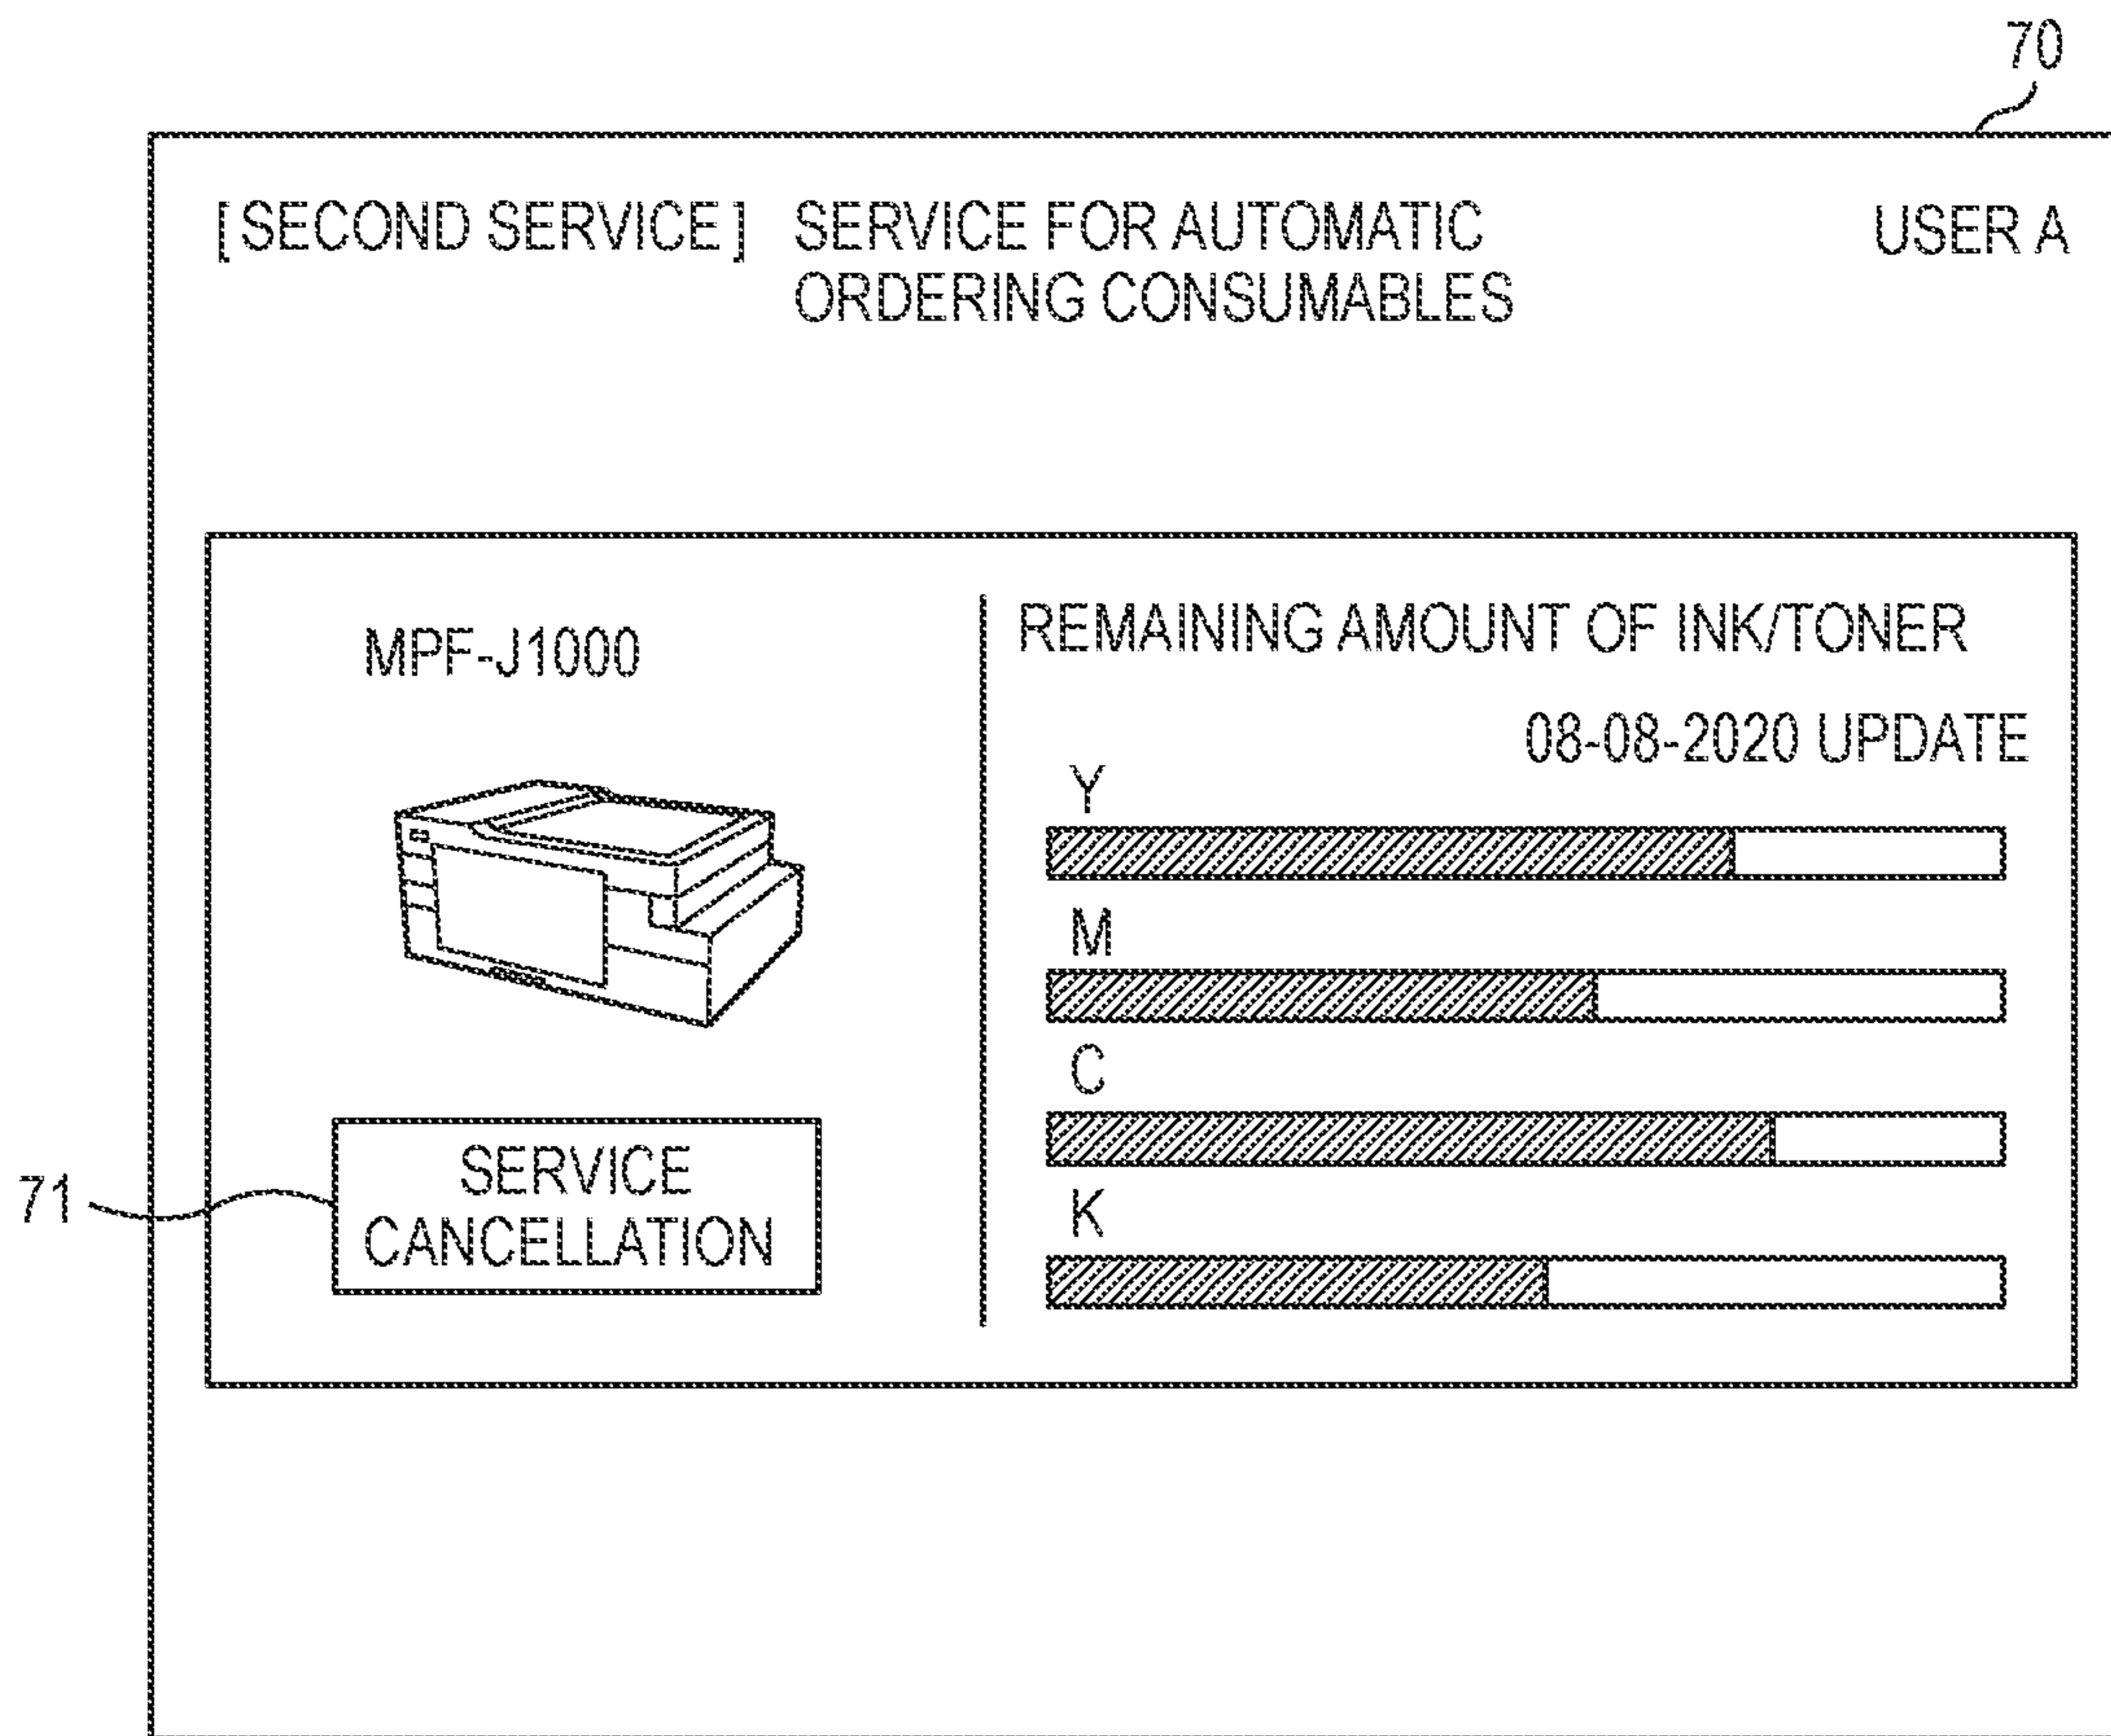 70
[ SECOND SERVICE ] SERVICE FOR AUTOMATIC
ORDERING CONSUMABLES
USER A
MPF-J1000
REMAINING AMOUNT OF INK/TONER
08-08-2020 UPDATE
Y
M
C
K
71
SERVICE
CANCELLATION